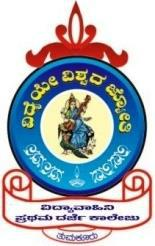 ವಿದ್ಯೆಯೇ ವಿಶ್ವದ ಜ್ಯೋತಿ
ವಿದ್ಯಾವಾಹಿನಿ
ಪ್ರಥಮ ದರ್ಜೆ ಕಾಲೇಜು
ತುಮಕೂರು